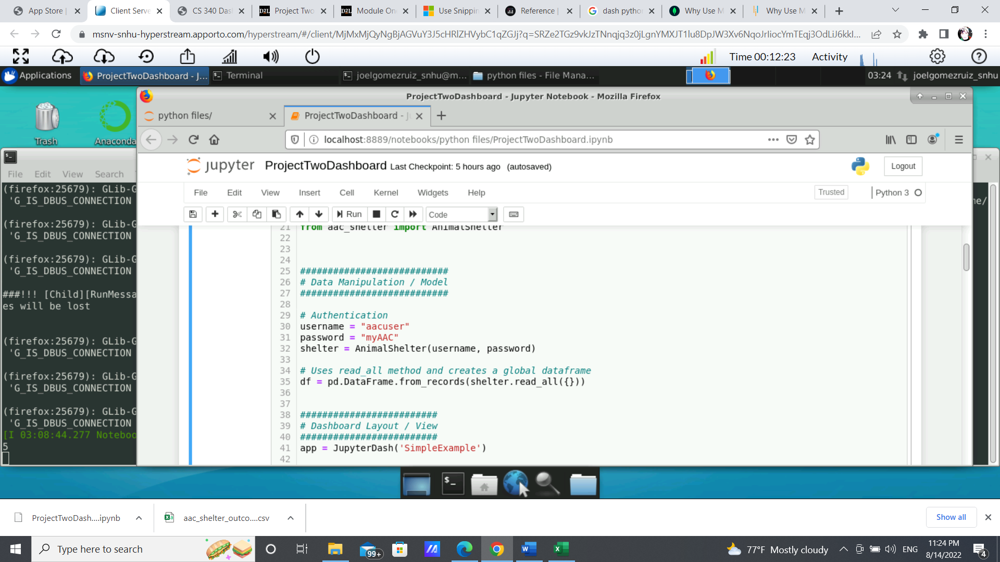 App Store |
Client Serve
CS 340 Das
D2L Project Two
D2L Module On
Use Snippin
Reference |
dash pytho
Why Use M
Why Use M
msnv-snhu-hyperstream.apporto.com/hyperstream/#/client/
Time 00:12:23 Activity
Applications
ProjectTwoDashboard - J...
Terminal
joelgomezruiz_snhu@m...
python files - File Mana...
03:24 joelgomezruiz_snhu
Trash
Anaconda
ProjectTwoDashboard - Jupyter Notebook - Mozilla Firefox
python files/
ProjectTwoDashboard - J
localhost:8889/notebooks/python files/ProjectTwoDashboard.ipynb
jupyter ProjectTwoDashboard Last Checkpoint: 5 hours ago (autosaved)
Logout
File Edit View Insert Cell Kernel Widgets Help
Trusted
Python 3
Run
Code
File Edit View Search
(firefox:25679): GLib-G
'G_IS_DBUS_CONNECTION
(firefox:25679): GLib-G
'G_IS_DBUS_CONNECTION
(firefox:25679): GLib-G
'G_IS_DBUS_CONNECTION
###!!! [Child][RunMessa
es will be lost
(firefox:25679): GLib-G
'G_IS_DBUS_CONNECTION
(firefox:25679): GLib-G
'G_IS_DBUS_CONNECTION
(firefox:25679): GLib-G
'G_IS_DBUS_CONNECTION
[I 03:08:44.277 Noteboo
5
21 from aac_shelter import AnimalShelter
22
23
24
25 ###########################
26 # Data Manipulation / Model
27 ###########################
28
29 # Authentication
30 username = "aacuser"
31 password = "myAAC"
32 shelter = AnimalShelter(username, password)
33
34 # Uses read_all method and creates a global dataframe
35 df = pd.DataFrame.from_records(shelter.read_all({}))
36
37
38 #########################
39 # Dashboard Layout / View
40 #########################
41 app = JupyterDash('SimpleExample')
42
ProjectTwoDash....ipynb
aac_shelter_outco....csv
Show all
Type here to search
99+
77°F Mostly cloudy
ENG
11:24 PM
8/14/2022
4